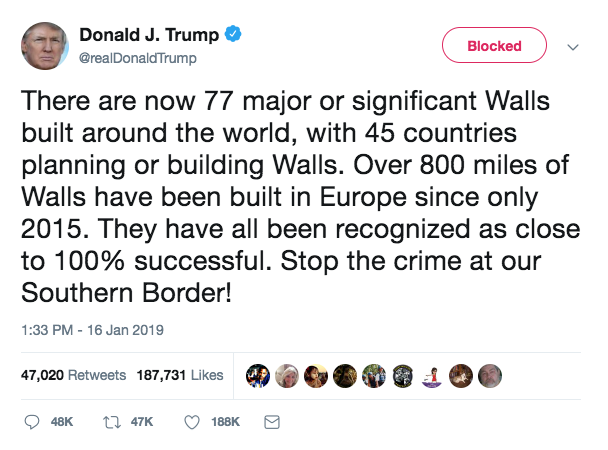 Donald J. Trump
@realDonaldTrump
Blocked
There are now 77 major or significant Walls
built around the world, with 45 countries
planning or building Walls. Over 800 miles of
Walls have been built in Europe since only
2015. They have all been recognized as close
to 100% successful. Stop the crime at our
Southern Border!
1:33 PM - 16 Jan 2019
47,020 Retweets 187,731 Likes
48K 47K 188K